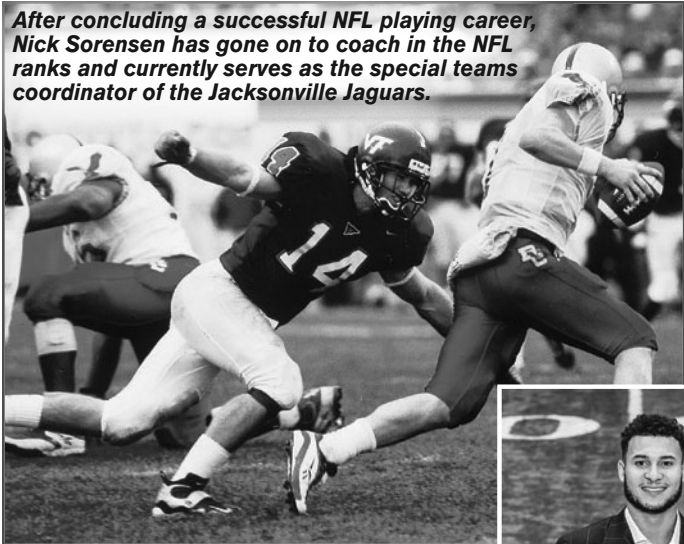 After concluding a successful NFL playing career,
Nick Sorensen has gone on to coach in the NFL
ranks and currently serves as the special teams
coordinator of the Jacksonville Jaguars.
VT
14
14